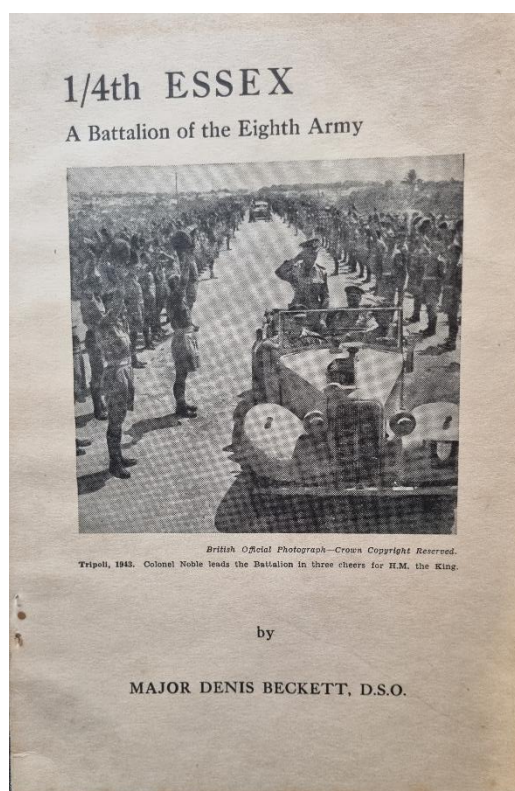 1/4th ESSEX
A Battalion of the Eighth Army
British Official Photograph—Crown Copyright Reserved.
Tripoli, 1943. Colonel Noble leads the Battalion in three cheers for H.M. the King.
by
MAJOR DENIS BECKETT, D.S.O.